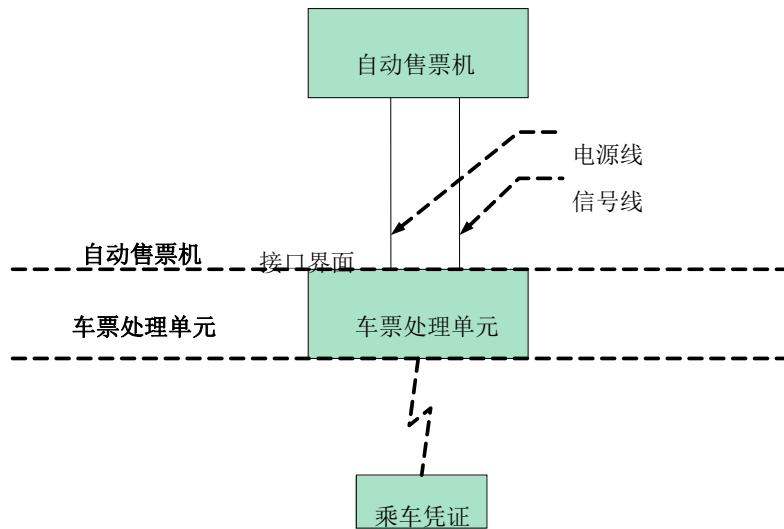 自动售票机
电源线
信号线
自动售票机
接口界面
车票处理单元
车票处理单元
乘车凭证